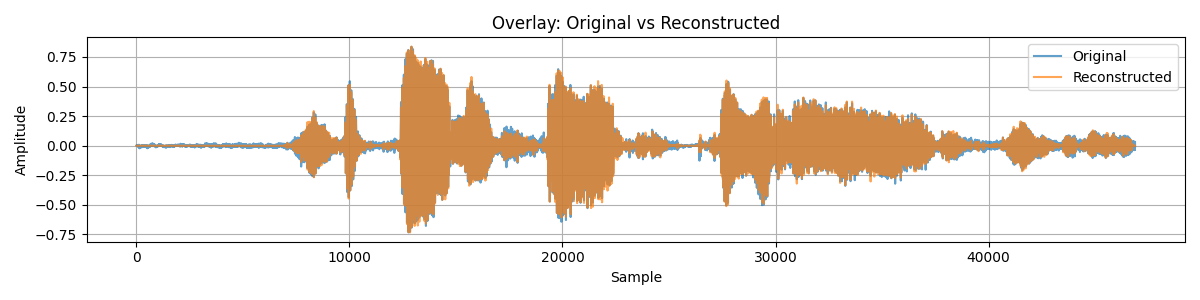 Overlay: Original vs Reconstructed
Amplitude
0.75
0.50
0.25
0.00
−0.25
−0.50
−0.75
Original
Reconstructed
0 10000 20000 30000 40000
Sample